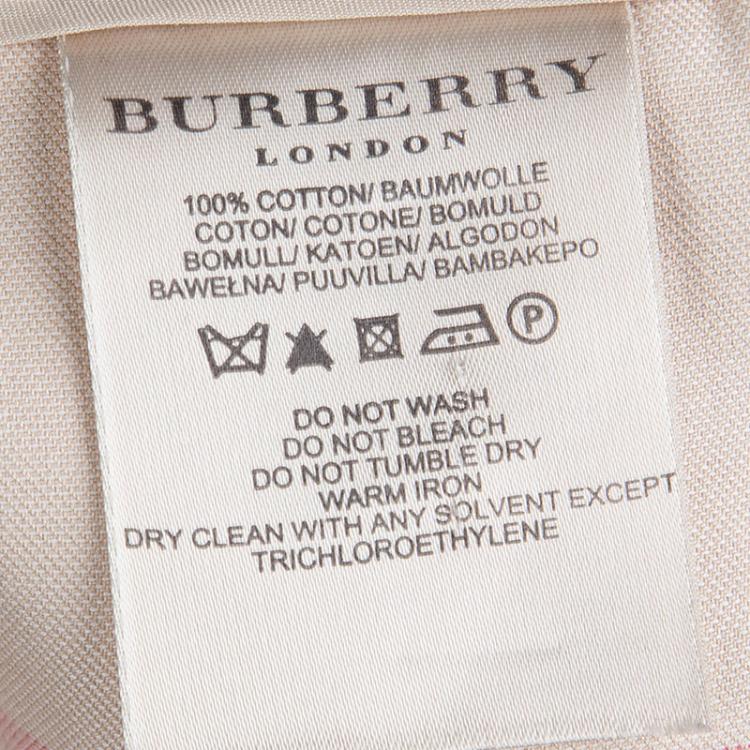 BURBERRY
LONDON
100% COTTON/ BAUMWOLLE
COTON/ COTONE/ BOMULD
BOMULL/ KATOEN/ ALGODON
BAWEŁNA/ PUUVILLA/ BAMBAKEPO
P
DO NOT WASH
DO NOT BLEACH
DO NOT TUMBLE DRY
WARM IRON
DRY CLEAN WITH ANY SOLVENT EXCEPT
TRICHLOROETHYLENE